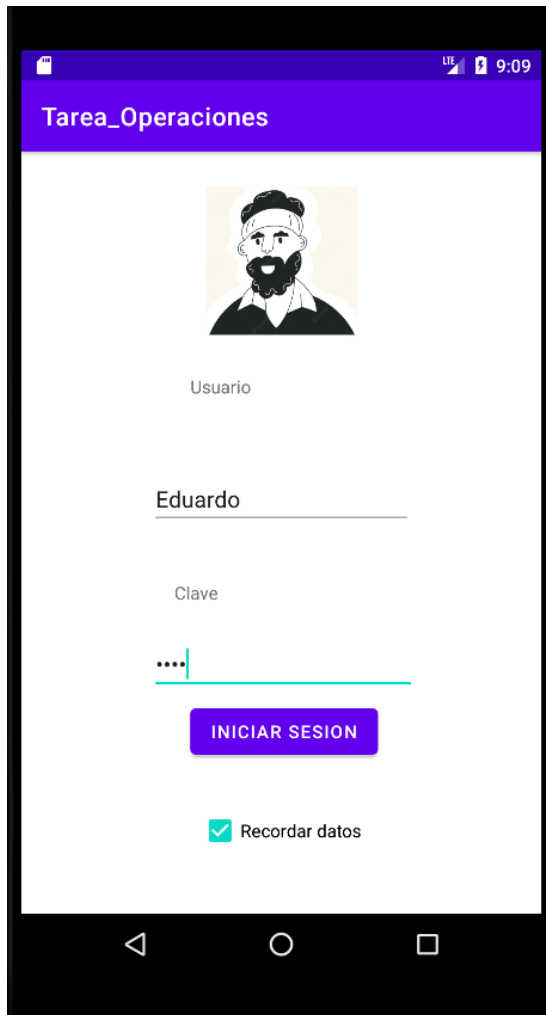 LTE 9:09
Tarea_Operaciones
Usuario
Eduardo
Clave
••••
INICIAR SESION
Recordar datos